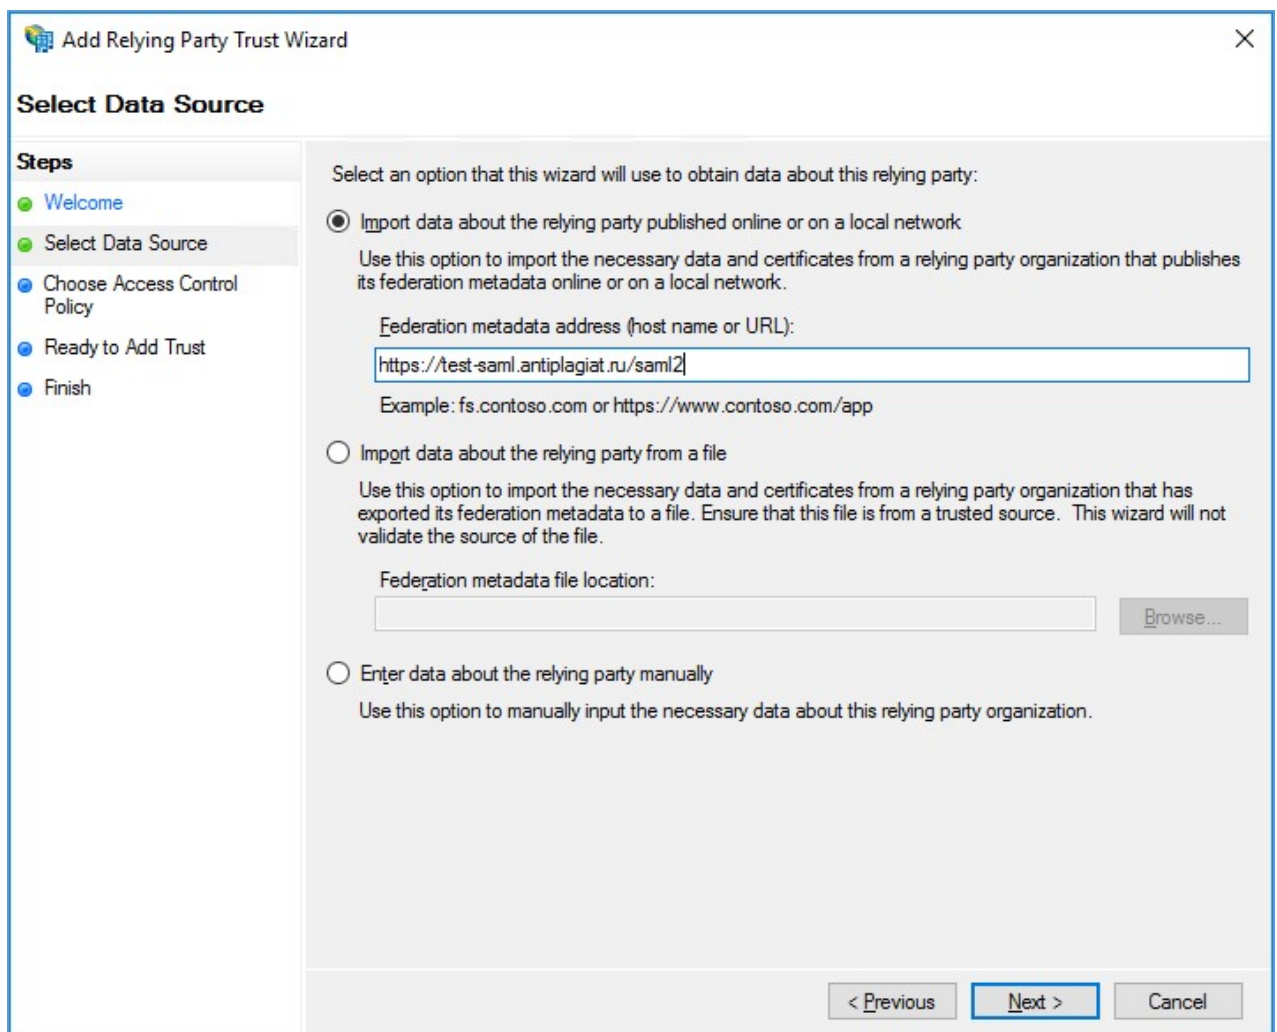 Add Relying Party Trust Wizard
Select Data Source
Steps
Welcome
Select Data Source
Choose Access Control
Policy
Ready to Add Trust
Finish
Select an option that this wizard will use to obtain data about this relying party:
Import data about the relying party published online or on a local network
Use this option to import the necessary data and certificates from a relying party organization that publishes
its federation metadata online or on a local network.
Federation metadata address (host name or URL):
https://test-saml.antiplagiat.ru/saml2
Example: fs.contoso.com or https://www.contoso.com/app
Import data about the relying party from a file
Use this option to import the necessary data and certificates from a relying party organization that has
exported its federation metadata to a file. Ensure that this file is from a trusted source.  This wizard will not
validate the source of the file.
Federation metadata file location:
Browse...
Enter data about the relying party manually
Use this option to manually input the necessary data about this relying party organization.
< Previous
Next >
Cancel